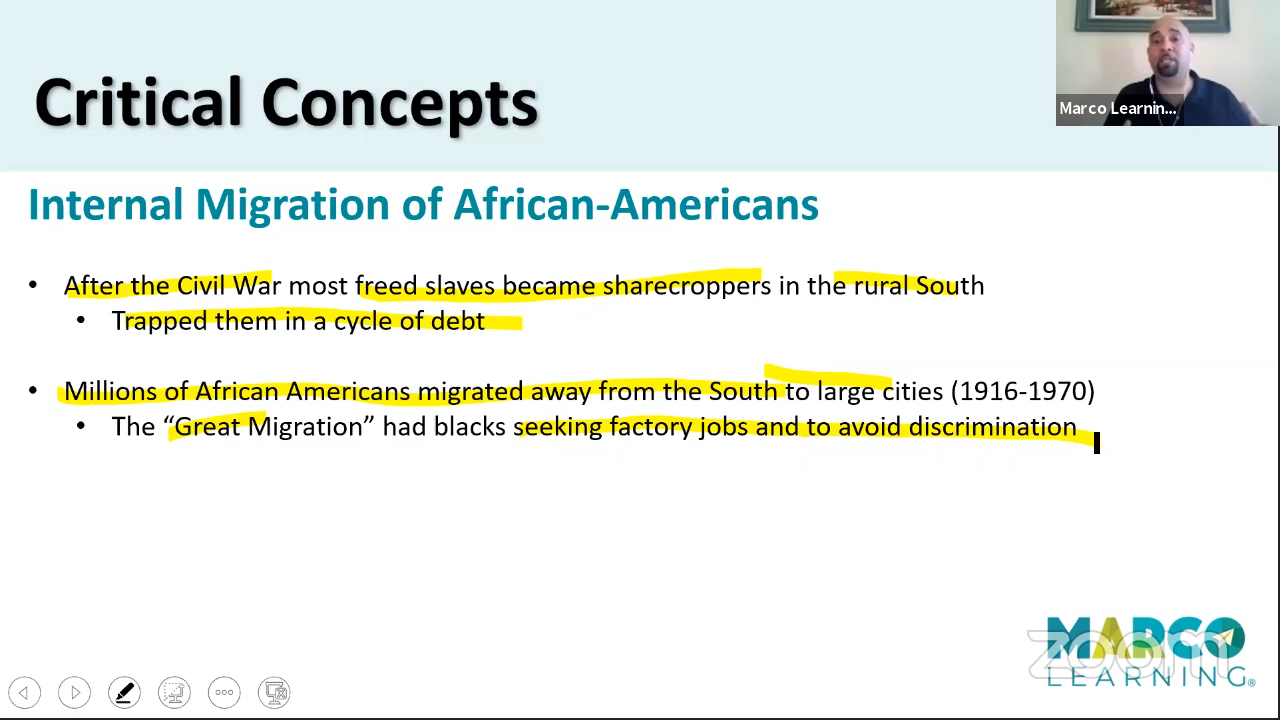 Critical Concepts
Marco Learnin...
Internal Migration of African-Americans
• After the Civil War most freed slaves became sharecroppers in the rural South
• Trapped them in a cycle of debt
• Millions of African Americans migrated away from the South to large cities (1916-1970)
• The “Great Migration” had blacks seeking factory jobs and to avoid discrimination
MARCO
zoom
LEARNING®